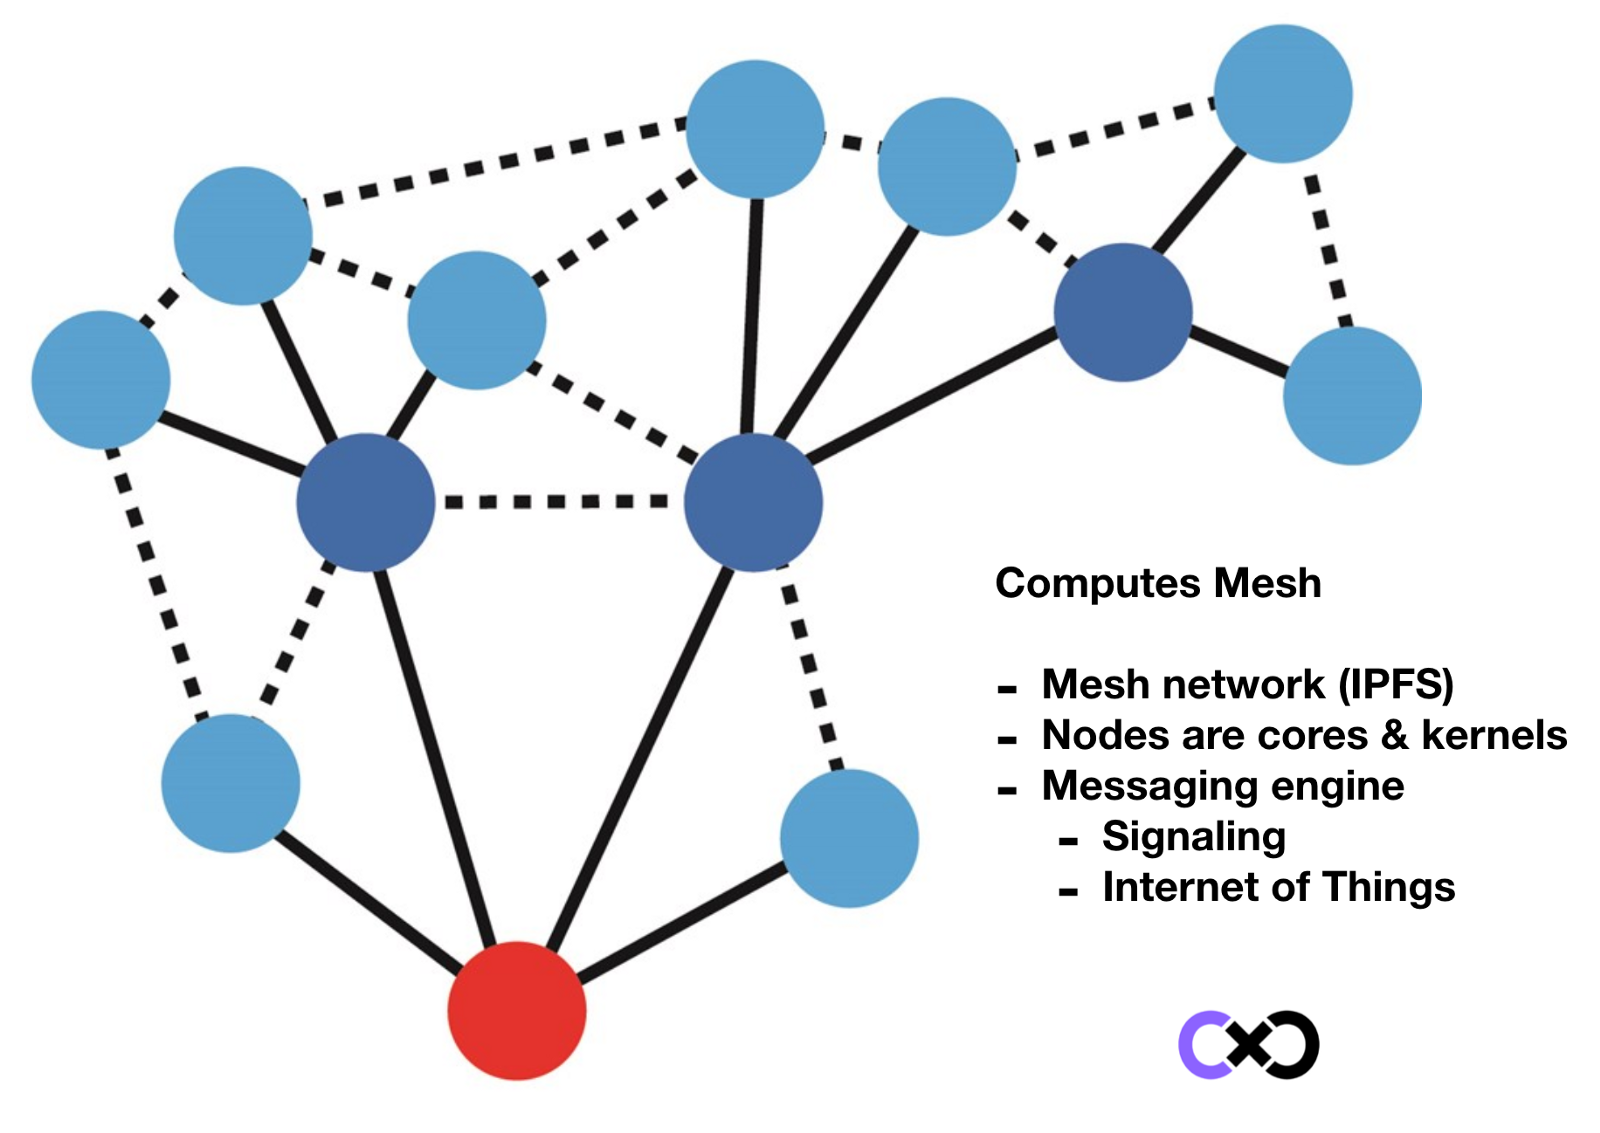 Computes Mesh
- Mesh network (IPFS)
- Nodes are cores & kernels
- Messaging engine
- Signaling
- Internet of Things